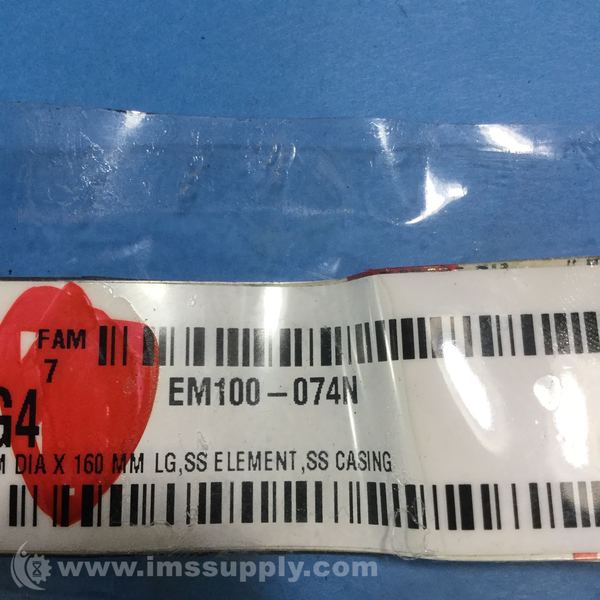 FAM
7
EM100-074N
G4
M DIA X 160 MM LG,SS ELEMENT,SS CASING
www.imssupply.com